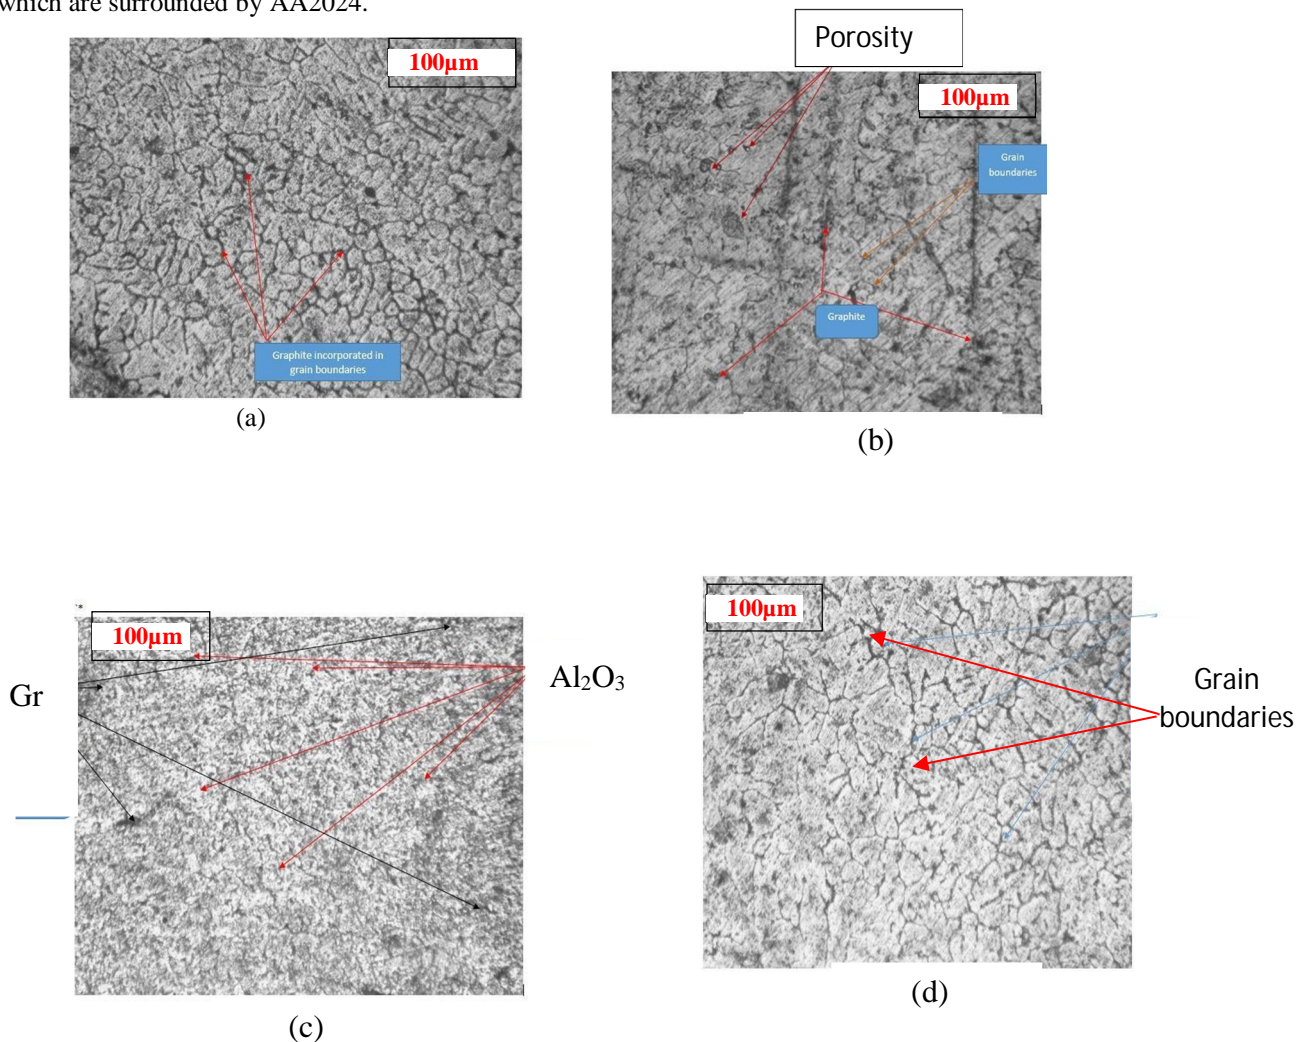 which are surrounded by AA2024.
100µm
Graphite incorporated in
grain boundaries
(a)
Porosity
100µm
Grain
boundaries
Graphite
(b)
100µm
Gr
Al₂O₃
(c)
100µm
Grain
boundaries
(d)